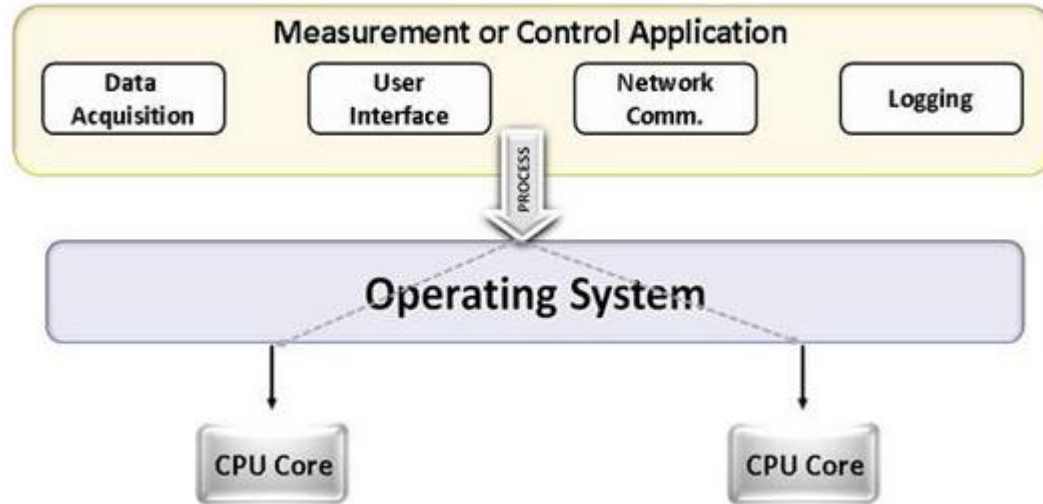 Measurement or Control Application
Data
Acquisition
User
Interface
Network
Comm.
Logging
PROCESS
Operating System
CPU Core
CPU Core